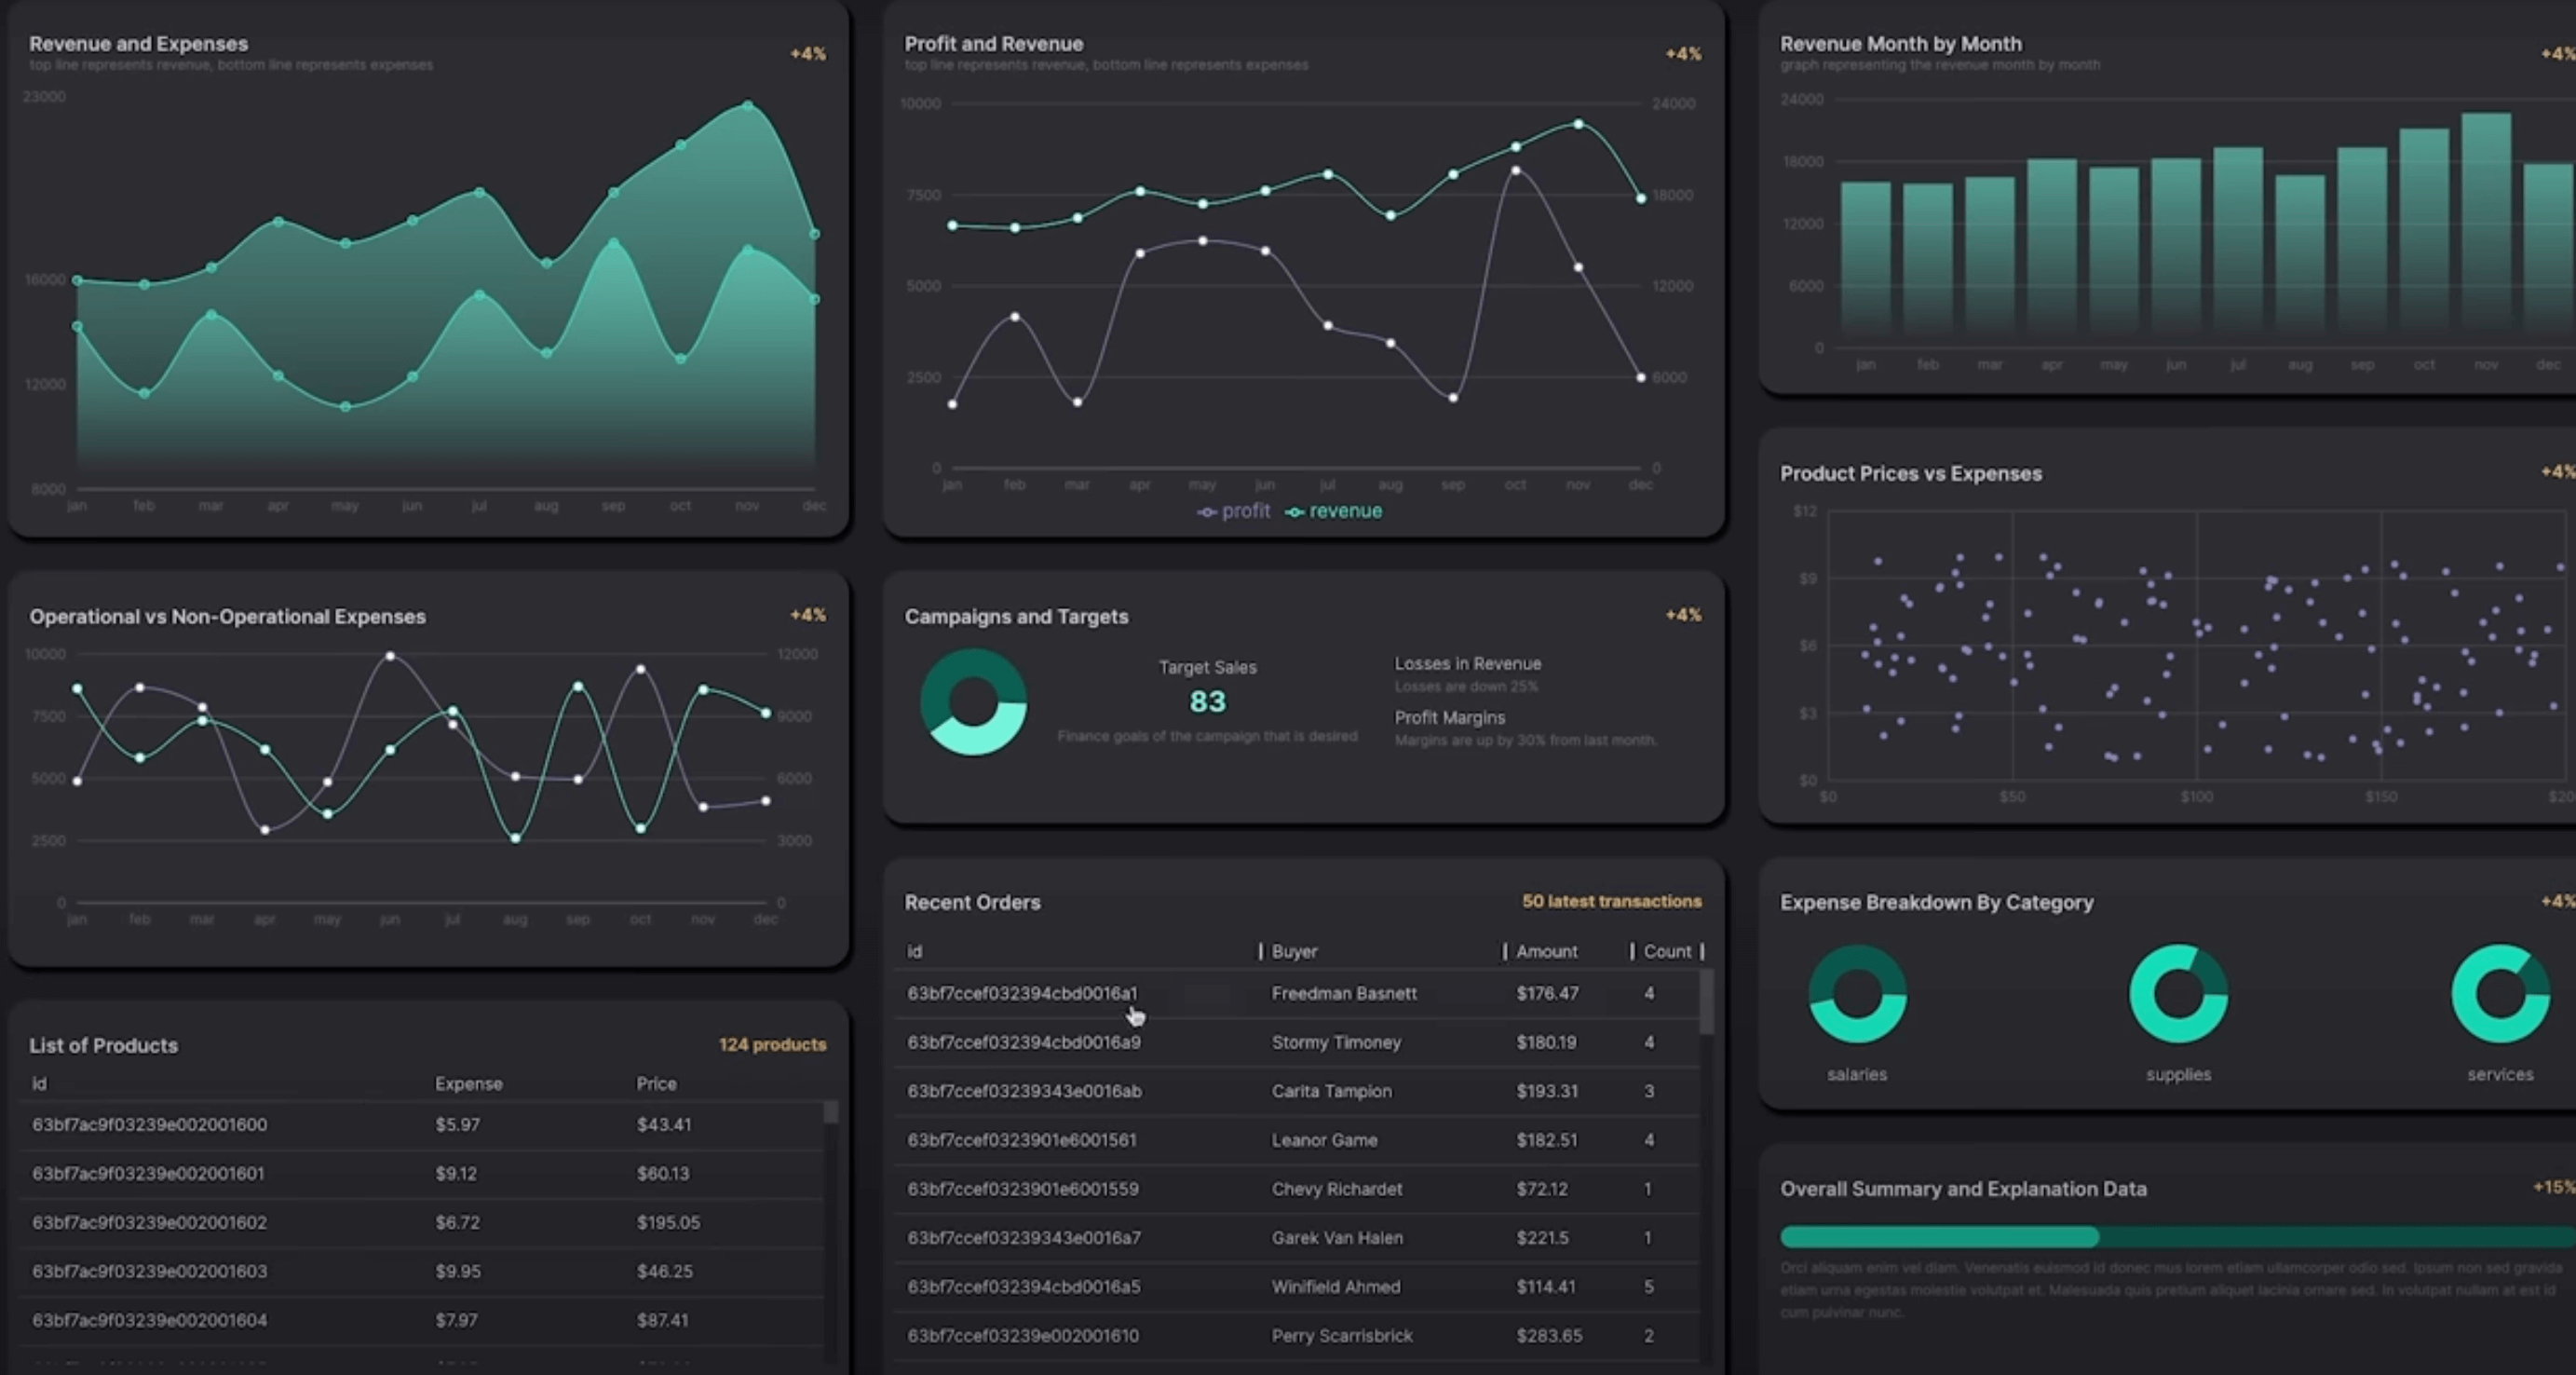 Revenue and Expenses
+4%
top line represents revenue, bottom line represents expenses
23000
16000
12000
8000
jan feb mar apr may jun jul aug sep oct nov dec
Profit and Revenue
+4%
top line represents revenue, bottom line represents expenses
10000 24000
7500 18000
5000 12000
2500 6000
0 0
jan feb mar apr may jun jul aug sep oct nov dec
profit revenue
Revenue Month by Month
+4%
graph representing the revenue month by month
24000
18000
12000
6000
0
jan feb mar apr may jun jul aug sep oct nov dec
Operational vs Non-Operational Expenses
+4%
10000 12000
7500 9000
5000 6000
2500 3000
0 0
jan feb mar apr may jun jul aug sep oct nov dec
Campaigns and Targets
+4%
Target Sales
83
Finance goals of the campaign that is desired
Losses in Revenue
Losses are down 25%
Profit Margins
Margins are up by 30% from last month.
Product Prices vs Expenses
+4%
$12
$9
$6
$3
$0
$0 $50 $100 $150 $20
List of Products
124 products
id Expense Price
63bf7ac9f03239e002001600 $5.97 $43.41
63bf7ac9f03239e002001601 $9.12 $60.13
63bf7ac9f03239e002001602 $6.72 $195.05
63bf7ac9f03239e002001603 $9.95 $46.25
63bf7ac9f03239e002001604 $7.97 $87.41
Recent Orders
50 latest transactions
id Buyer Amount Count
63bf7ccef032394cbd0016a1 Freedman Basnett $176.47 4
63bf7ccef032394cbd0016a9 Stormy Timoney $180.19 4
63bf7ccef03239343e0016ab Carita Tampion $193.31 3
63bf7ccef0323901e6001561 Leanor Game $182.51 4
63bf7ccef0323901e6001559 Chevy Richardet $72.12 1
63bf7ccef03239343e0016a7 Garek Van Halen $221.5 1
63bf7ccef032394cbd0016a5 Winifield Ahmed $114.41 5
63bf7ccef03239e002001610 Perry Scarrisbrick $283.65 2
Expense Breakdown By Category
+4%
salaries supplies services
Overall Summary and Explanation Data
+15%
Orci aliquam enim vel diam. Venenatis euismod id donec mus lorem etiam ullamcorper odio sed. Ipsum non sed gravida
etiam urna egestas molestie volutpat et. Malesuada quis pretium aliquet lacinia ornare sed. In volutpat nullam at est id
cum pulvinar nunc.